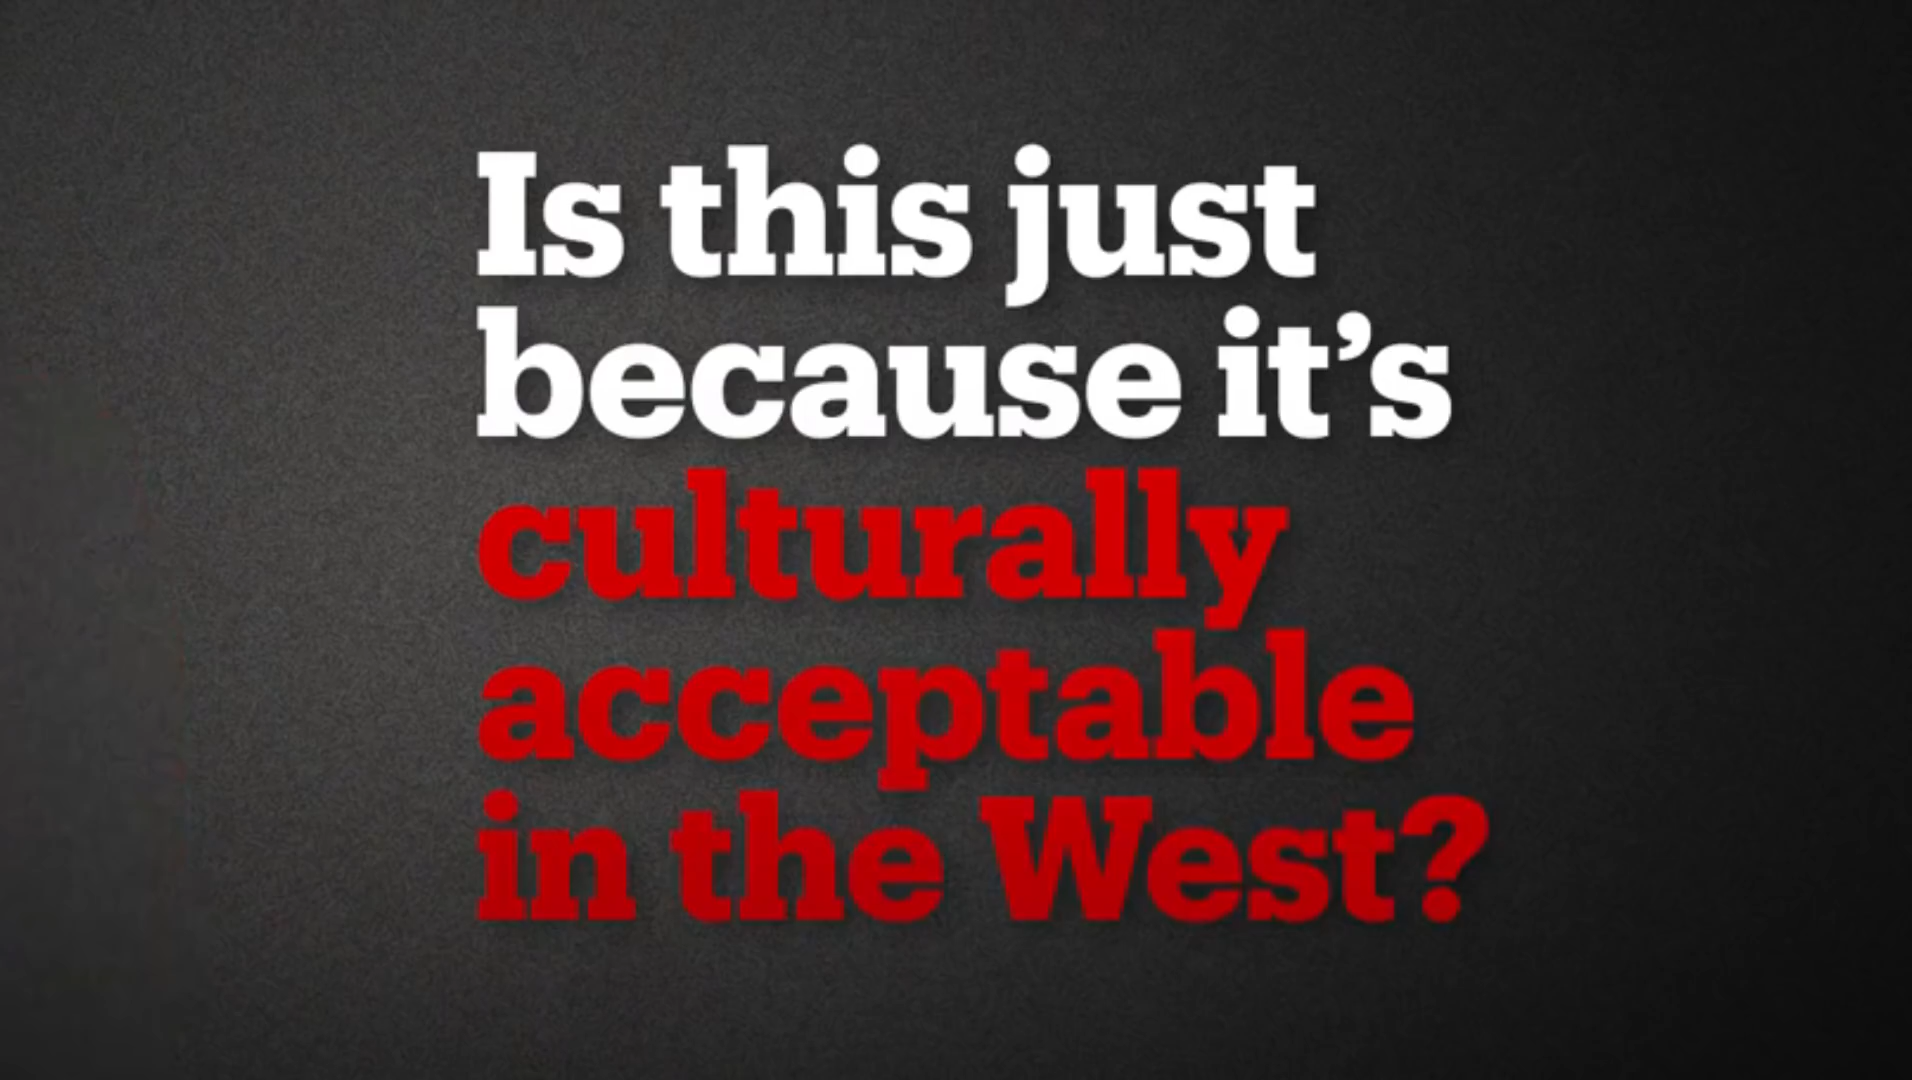 Is this just
because it’s
culturally
acceptable
in the West?